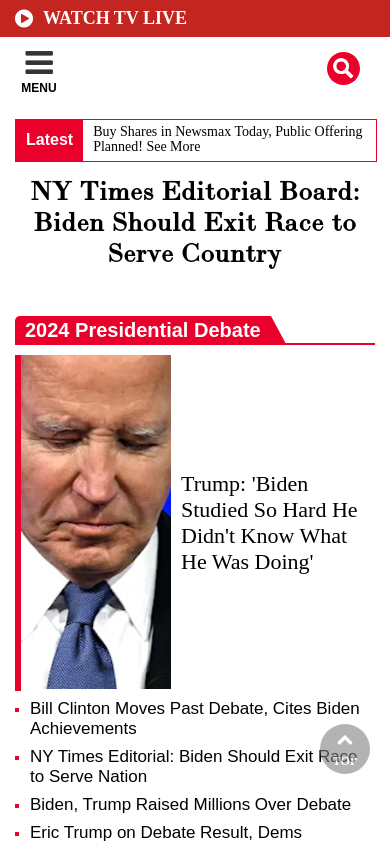 WATCH TV LIVE
MENU
Latest
Buy Shares in Newsmax Today, Public Offering
Planned! See More
NY Times Editorial Board:
Biden Should Exit Race to
Serve Country
2024 Presidential Debate
Trump: 'Biden
Studied So Hard He
Didn't Know What
He Was Doing'
Bill Clinton Moves Past Debate, Cites Biden
Achievements
NY Times Editorial: Biden Should Exit Race
to Serve Nation
TOP
Biden, Trump Raised Millions Over Debate
Eric Trump on Debate Result, Dems